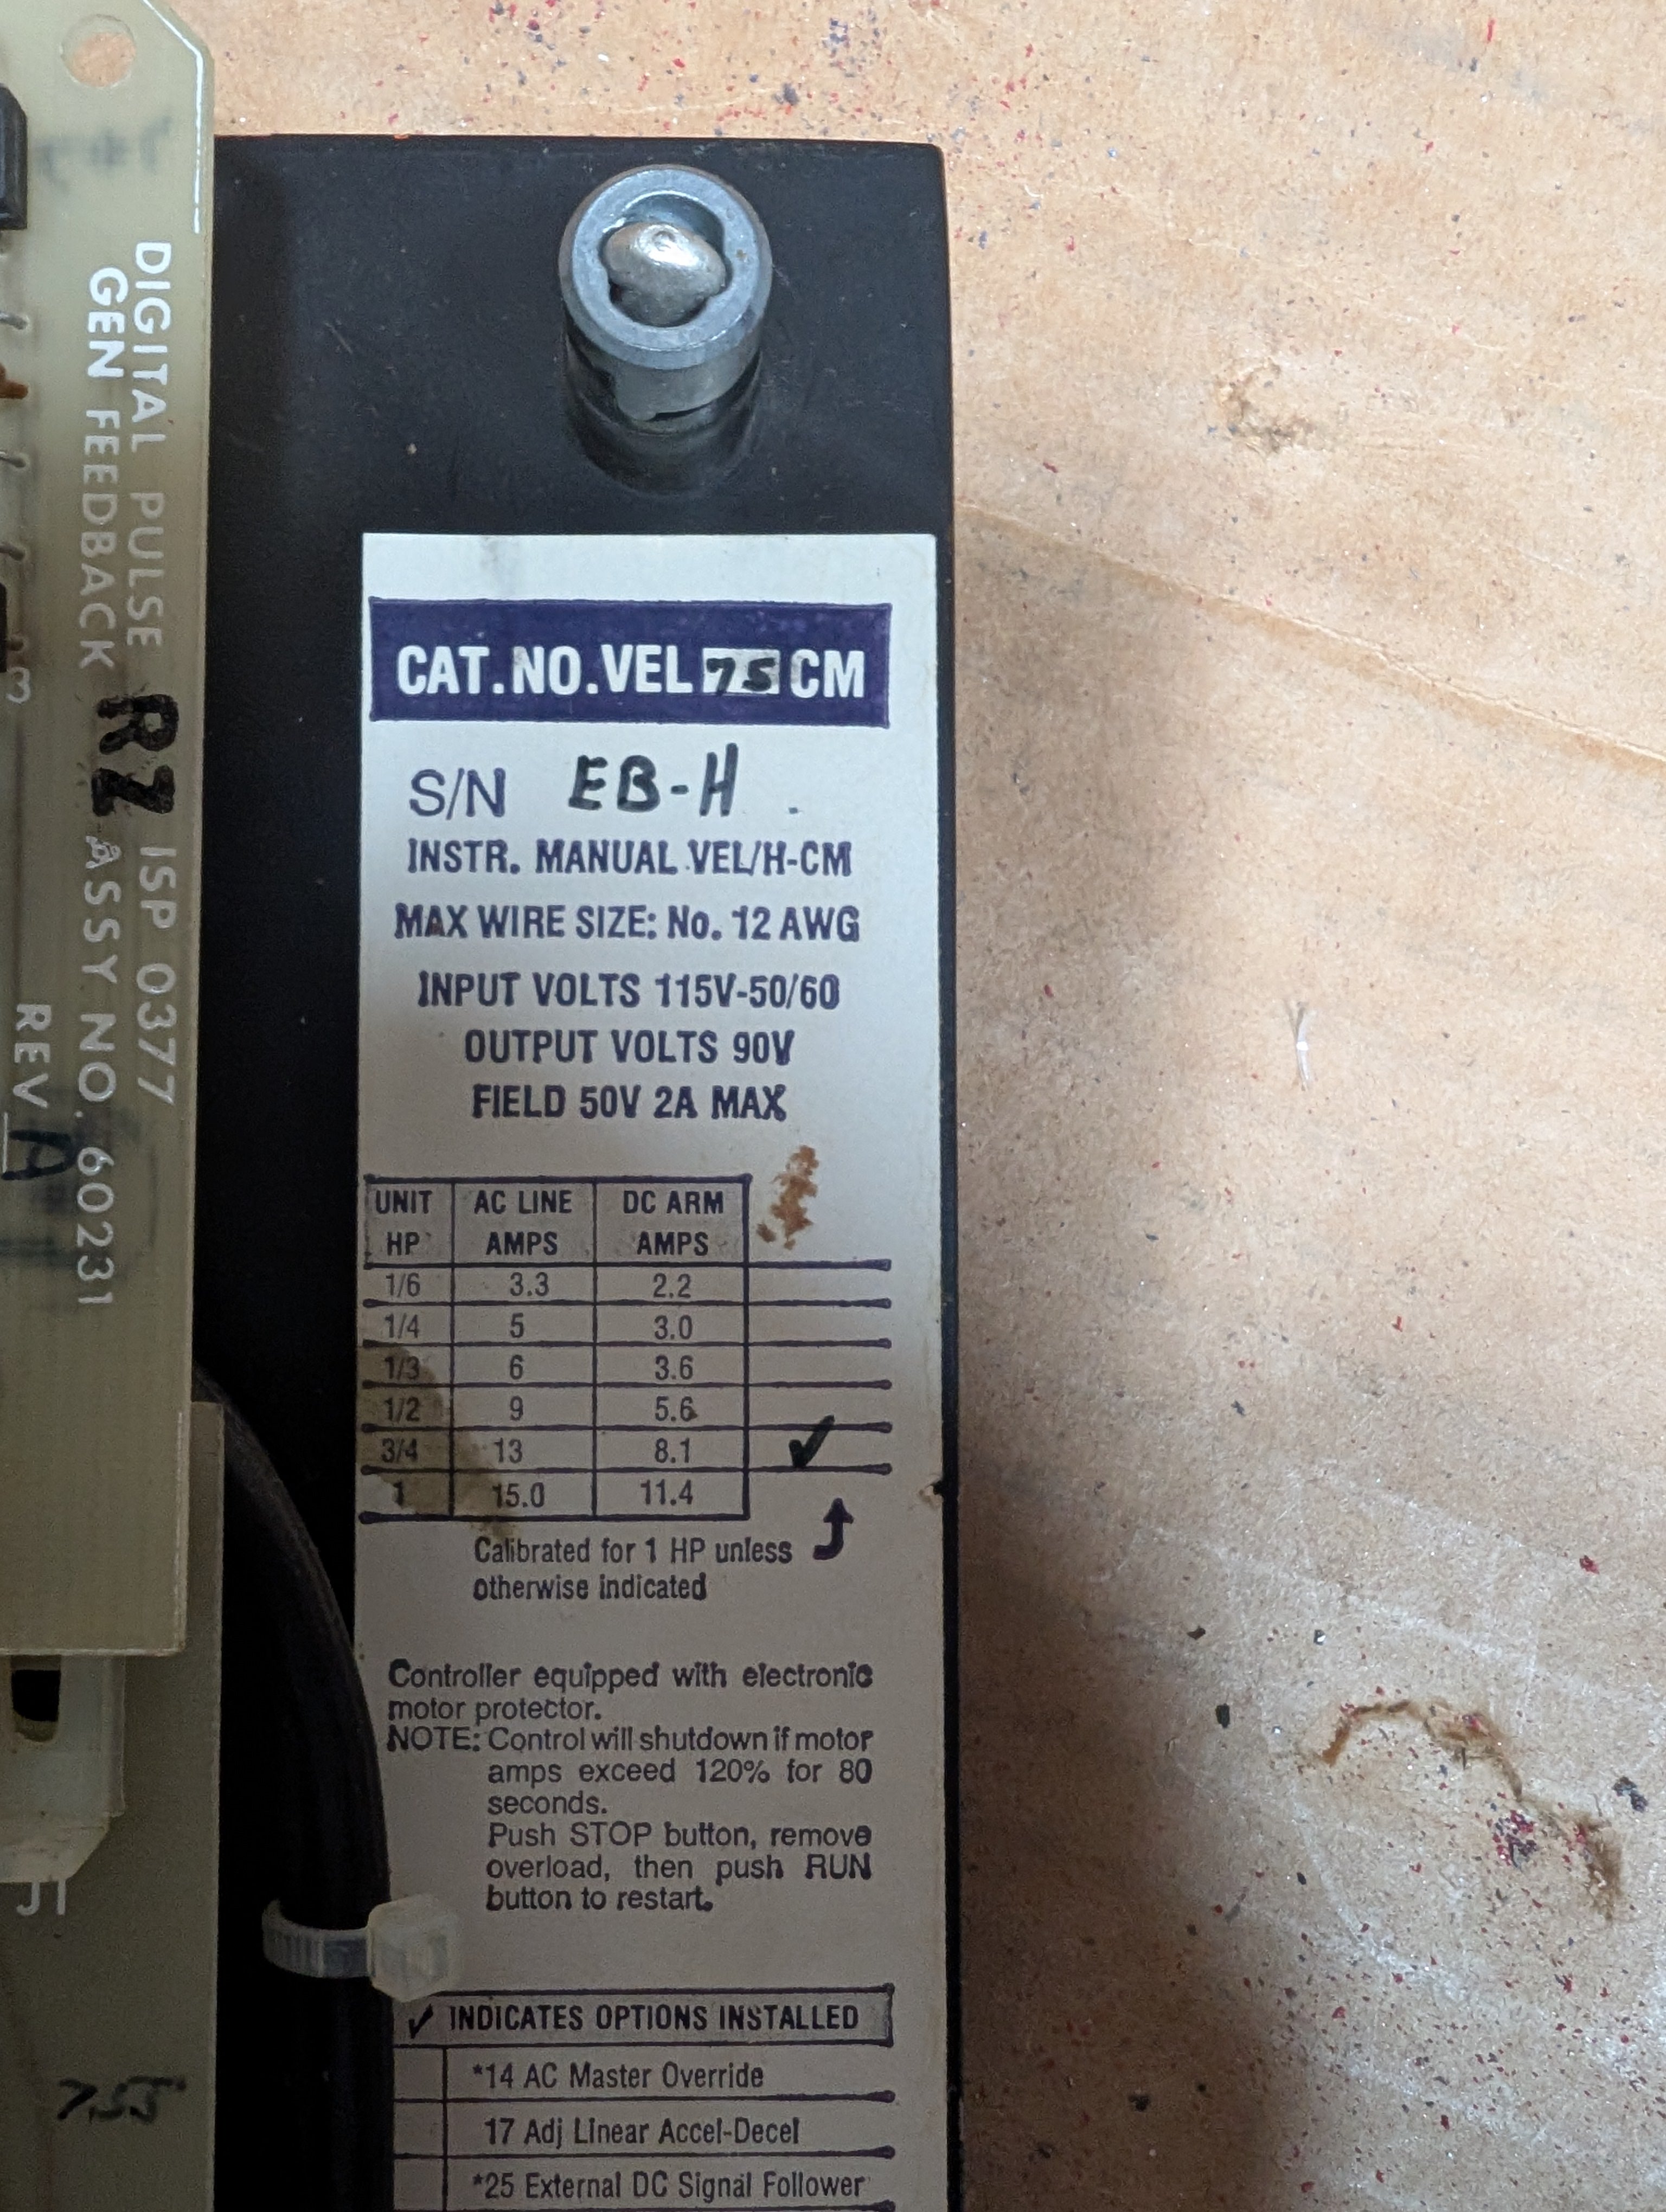 DIGITAL PULSE ISP 0377
GEN FEEDBACK RZ ASSY NO. 60231
REV A
3
J1
755
CAT.NO.VEL 75 CM
S/N EB-H
INSTR. MANUAL VEL/H-CM
MAX WIRE SIZE: No. 12 AWG
INPUT VOLTS 115V-50/60
OUTPUT VOLTS 90V
FIELD 50V 2A MAX
UNIT HP AC LINE AMPS DC ARM AMPS
1/6 3.3 2.2
1/4 5 3.0
1/3 6 3.6
1/2 9 5.6
3/4 13 8.1 ✓
1 15.0 11.4
Calibrated for 1 HP unless
otherwise indicated
Controller equipped with electronic
motor protector.
NOTE: Control will shutdown if motor
amps exceed 120% for 80
seconds.
Push STOP button, remove
overload, then push RUN
button to restart.
✓ INDICATES OPTIONS INSTALLED
*14 AC Master Override
17 Adj Linear Accel-Decel
*25 External DC Signal Follower